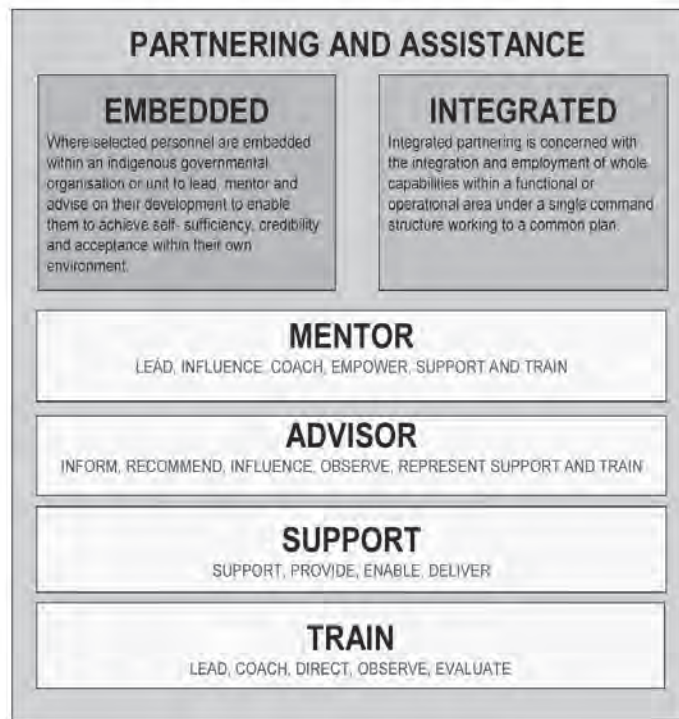 PARTNERING AND ASSISTANCE
EMBEDDED
Where selected personnel are embedded
within an indigenous governmental
organisation or unit to lead, mentor and
advise on their development to enable
them to achieve self- sufficiency, credibility
and acceptance within their own
environment.
INTEGRATED
Integrated partnering is concerned with
the integration and employment of whole
capabilities within a functional or
operational area under a single command
structure working to a common plan.
MENTOR
LEAD, INFLUENCE, COACH, EMPOWER, SUPPORT AND TRAIN
ADVISOR
INFORM, RECOMMEND, INFLUENCE, OBSERVE, REPRESENT SUPPORT AND TRAIN
SUPPORT
SUPPORT, PROVIDE, ENABLE, DELIVER
TRAIN
LEAD, COACH, DIRECT, OBSERVE, EVALUATE